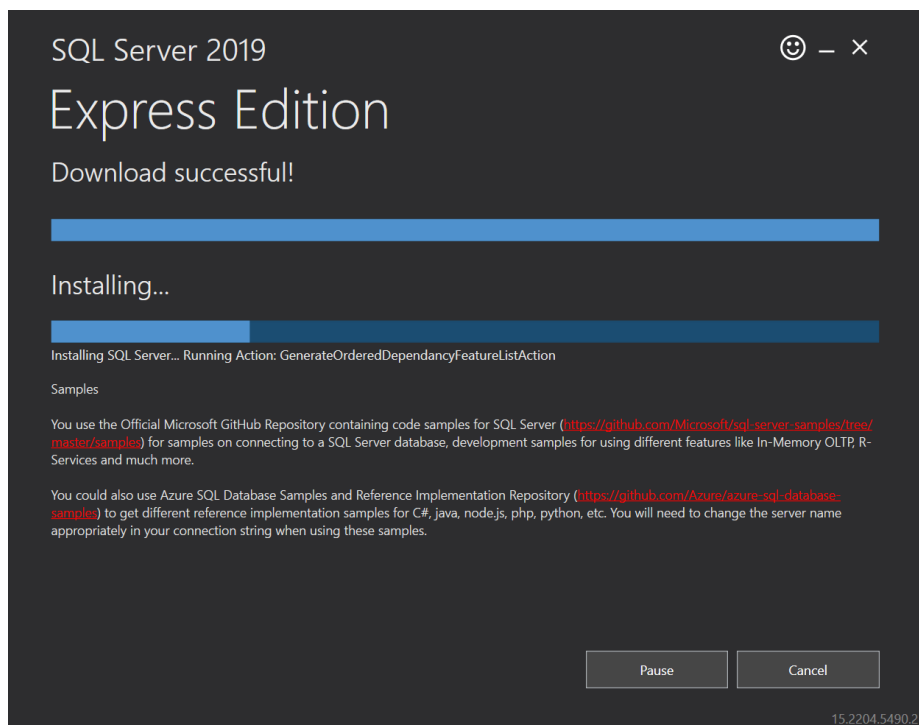 SQL Server 2019
Express Edition
Download successful!
Installing...
Installing SQL Server... Running Action: GenerateOrderedDependancyFeatureListAction
Samples
You use the Official Microsoft GitHub Repository containing code samples for SQL Server (https://github.com/Microsoft/sql-server-samples/tree/
master/samples) for samples on connecting to a SQL Server database, development samples for using different features like In-Memory OLTP, R-
Services and much more.
You could also use Azure SQL Database Samples and Reference Implementation Repository (https://github.com/Azure/azure-sql-database-
samples) to get different reference implementation samples for C#, java, node.js, php, python, etc. You will need to change the server name
appropriately in your connection string when using these samples.
Pause
Cancel
15.2204.5490.2